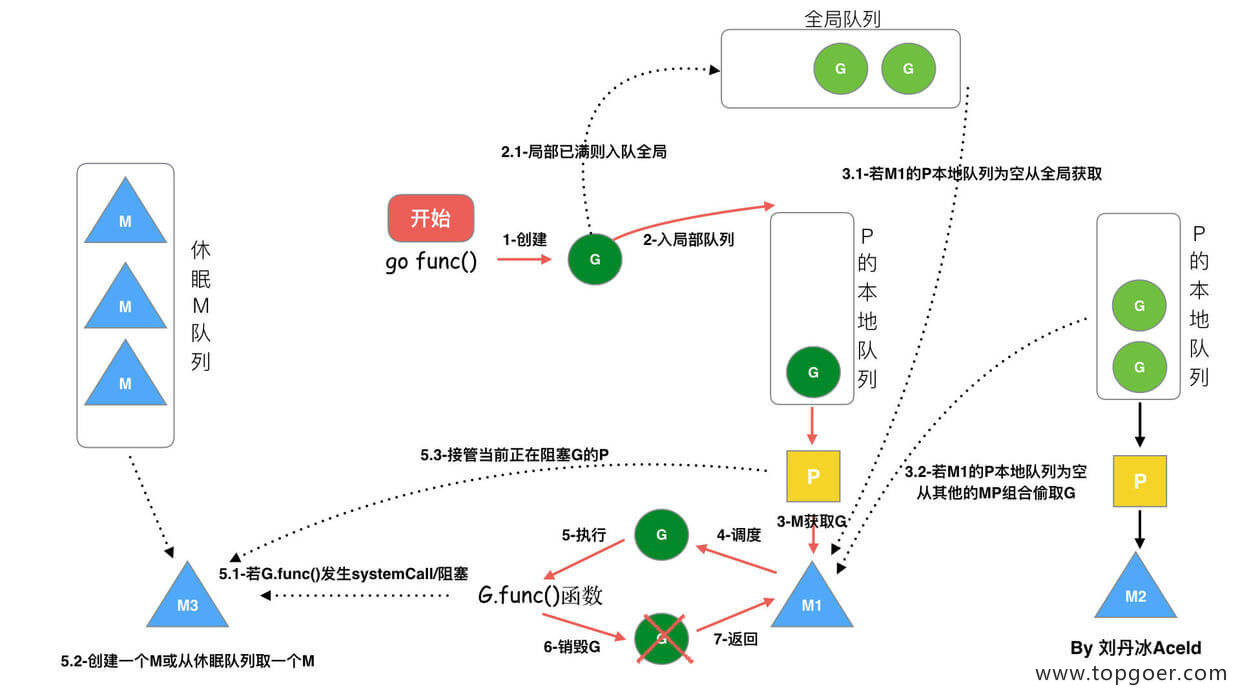 全局队列
G
G
2.1-局部已满则入队全局
3.1-若M1的P本地队列为空从全局获取
开始
go func()
1-创建
G
2-入局部队列
M
M
M
休眠M队列
P的本地队列
G
P的本地队列
G
G
5.3-接管当前正在阻塞G的P
P
3.2-若M1的P本地队列为空
从其他的MP组合偷取G
P
3-M获取G
5-执行
G
4-调度
5.1-若G.func()发生systemCall/阻塞
G.func()函数
M3
M1
M2
6-销毁G
G
7-返回
5.2-创建一个M或从休眠队列取一个M
By 刘丹冰Aceld
www.topgoer.com